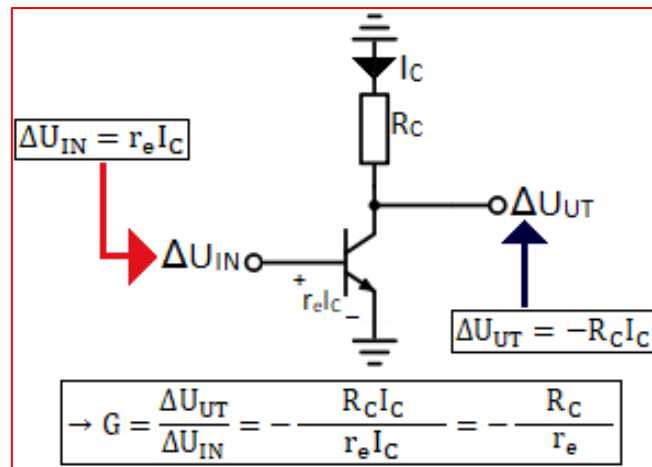 I_C
R_C
ΔU_IN = r_e I_C
ΔU_UT
ΔU_IN
+
r_e I_C
−
ΔU_UT = −R_C I_C
→ G = ΔU_UT / ΔU_IN = − R_C I_C / r_e I_C = − R_C / r_e